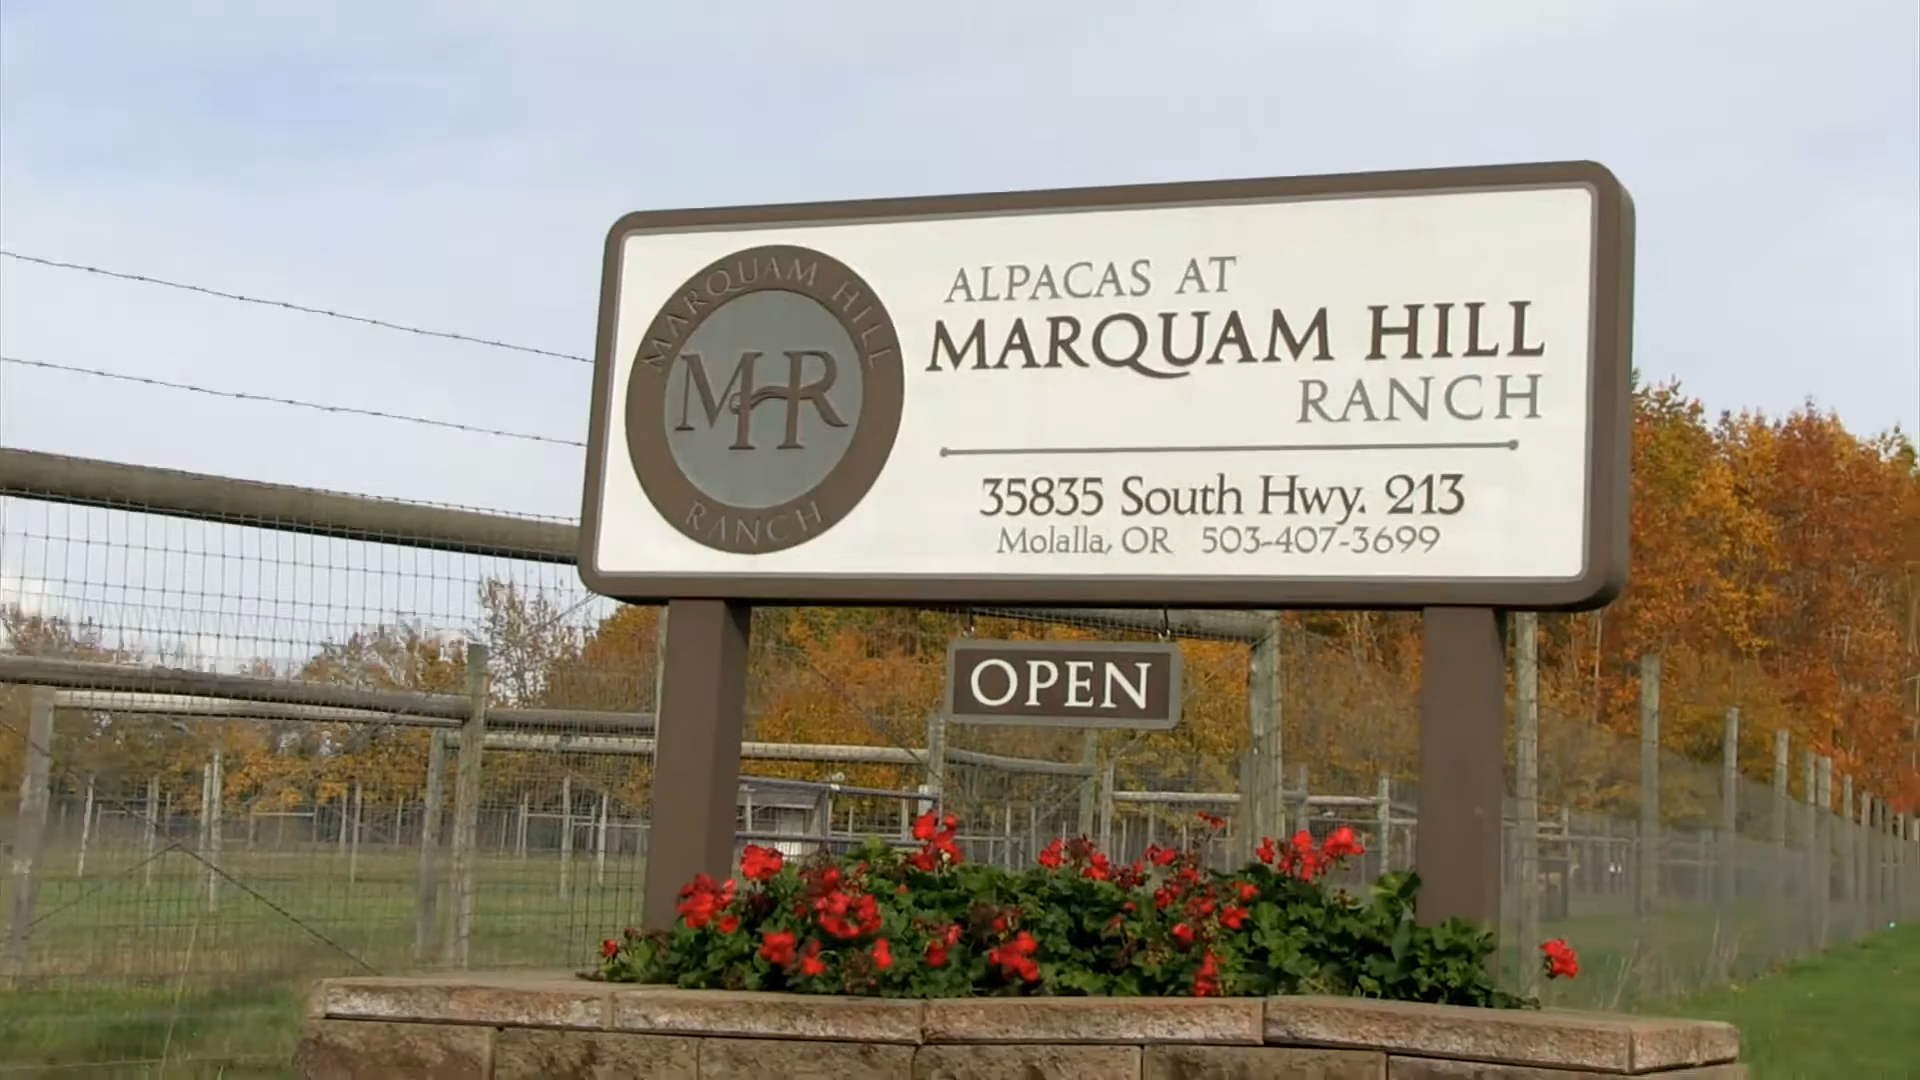 MARQUAM HILL
MHR
RANCH
ALPACAS AT
MARQUAM HILL
RANCH
35835 South Hwy. 213
Molalla, OR 503-407-3699
OPEN